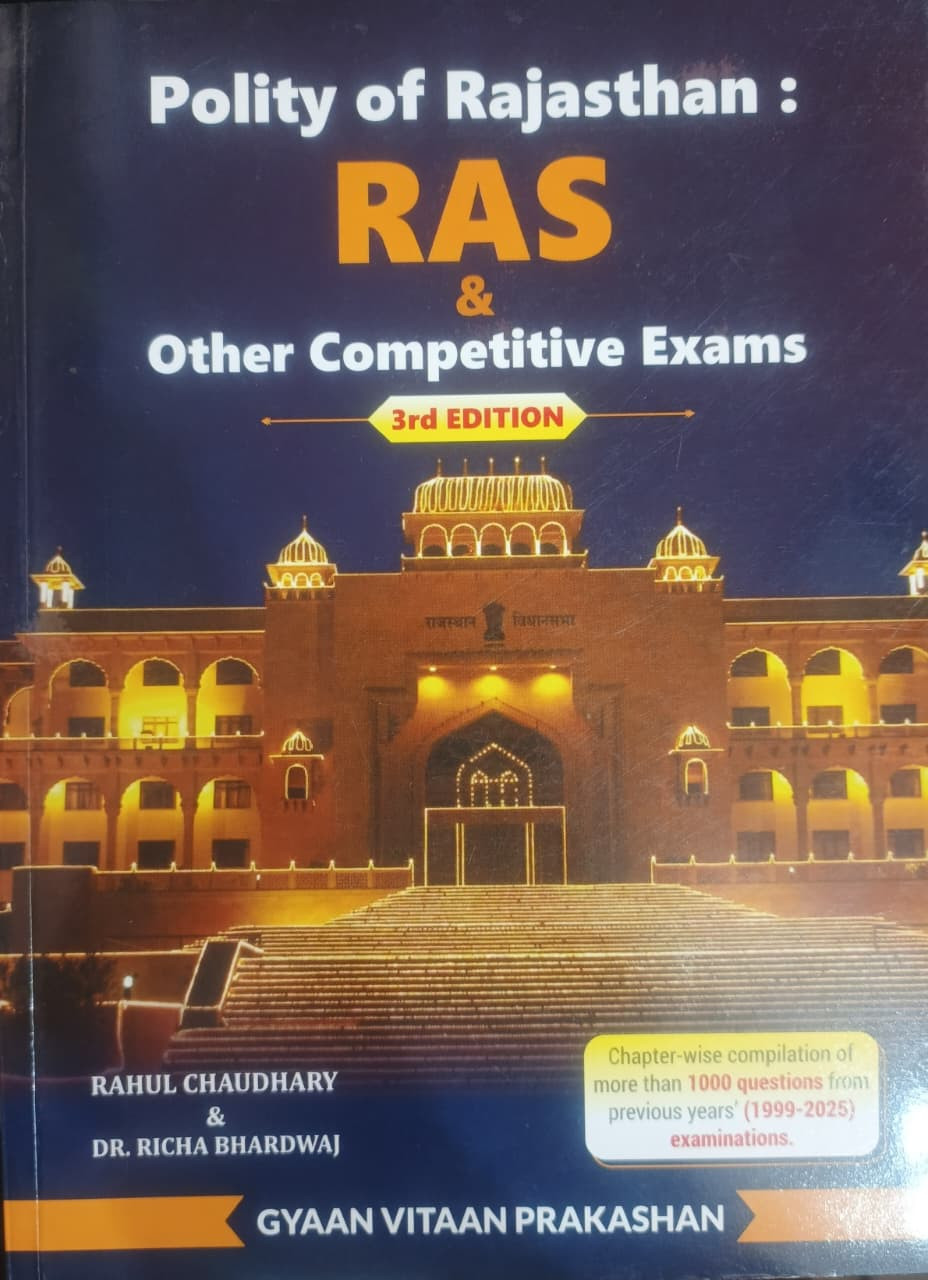 Polity of Rajasthan :
RAS
&
Other Competitive Exams
3rd EDITION
राजस्थान विधानसभा
RAHUL CHAUDHARY
&
DR. RICHA BHARDWAJ
Chapter-wise compilation of
more than 1000 questions from
previous years' (1999-2025)
examinations.
GYAAN VITAAN PRAKASHAN